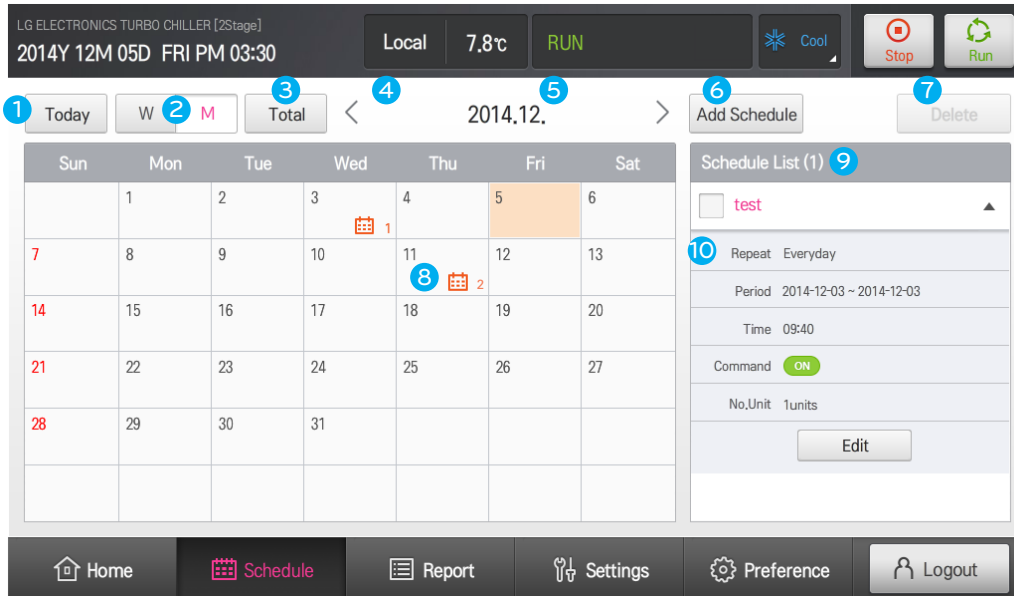 LG ELECTRONICS TURBO CHILLER [2Stage]
2014Y 12M 05D FRI PM 03:30
Local 7.8℃ RUN Cool Stop Run
1 Today W 2 M 3 Total 4 < 2014.12. 5 > 6 Add Schedule 7 Delete
Sun Mon Tue Wed Thu Fri Sat
1 2 3 4 5 6
1
7 8 9 10 11 12 13
8 2
14 15 16 17 18 19 20
21 22 23 24 25 26 27
28 29 30 31
Schedule List (1) 9
test
10 Repeat Everyday
Period 2014-12-03 ~ 2014-12-03
Time 09:40
Command ON
No.Unit 1units
Edit
Home Schedule Report Settings Preference Logout